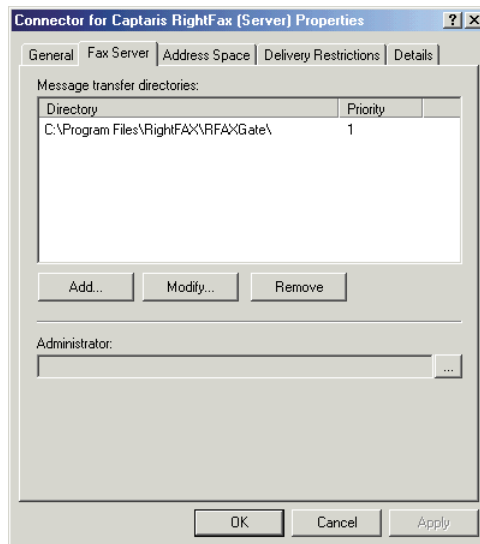 Connector for Captaris RightFax (Server) Properties ? X
General Fax Server Address Space Delivery Restrictions Details
Message transfer directories:
Directory Priority
C:\Program Files\RightFAX\RFAXGate\ 1
Add... Modify... Remove
Administrator:
...
OK Cancel Apply